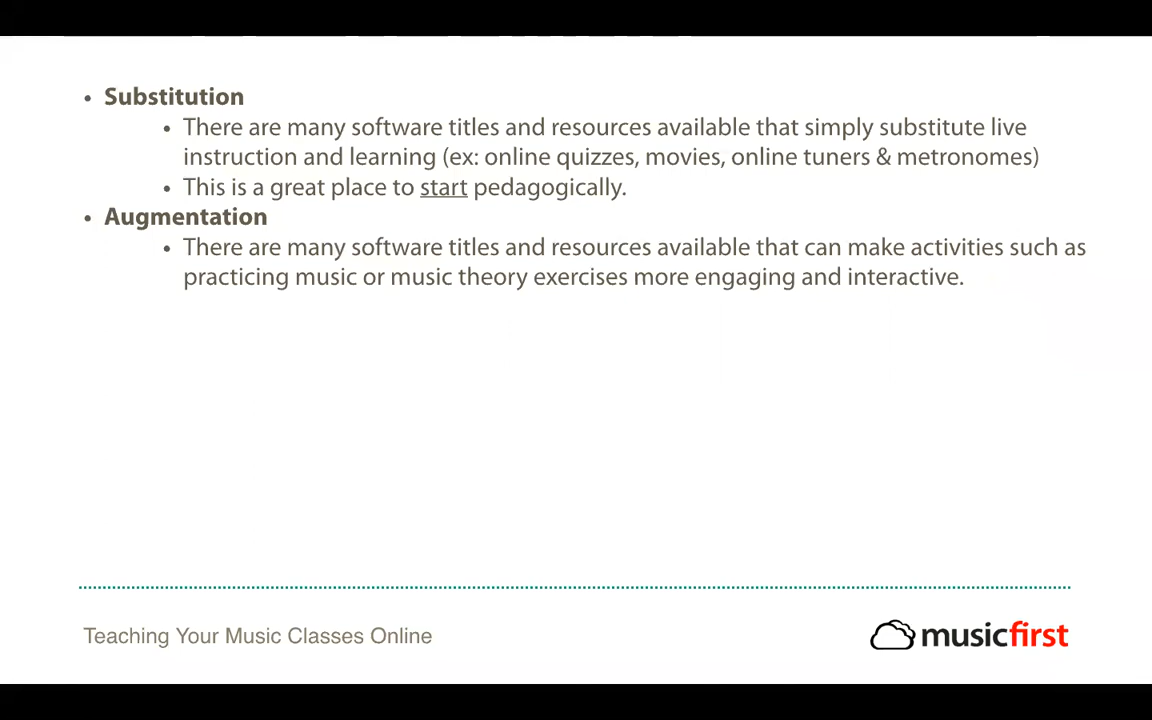 • Substitution
• There are many software titles and resources available that simply substitute live
instruction and learning (ex: online quizzes, movies, online tuners & metronomes)
• This is a great place to start pedagogically.
• Augmentation
• There are many software titles and resources available that can make activities such as
practicing music or music theory exercises more engaging and interactive.
Teaching Your Music Classes Online
musicfirst